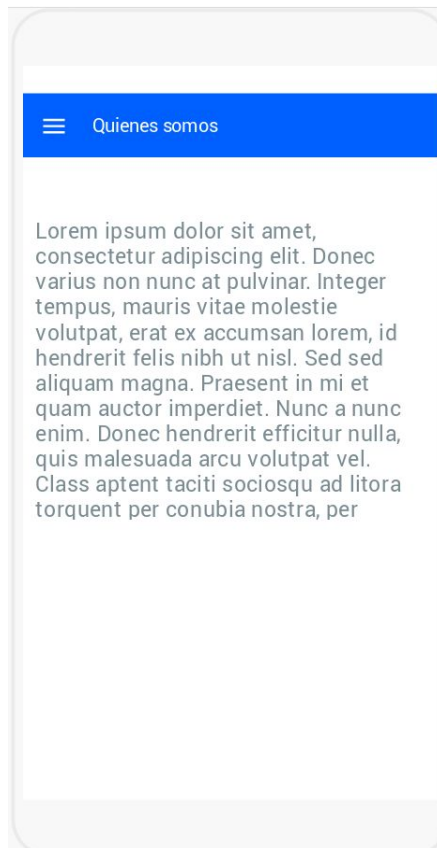 Quienes somos
Lorem ipsum dolor sit amet,
consectetur adipiscing elit. Donec
varius non nunc at pulvinar. Integer
tempus, mauris vitae molestie
volutpat, erat ex accumsan lorem, id
hendrerit felis nibh ut nisl. Sed sed
aliquam magna. Praesent in mi et
quam auctor imperdiet. Nunc a nunc
enim. Donec hendrerit efficitur nulla,
quis malesuada arcu volutpat vel.
Class aptent taciti sociosqu ad litora
torquent per conubia nostra, per